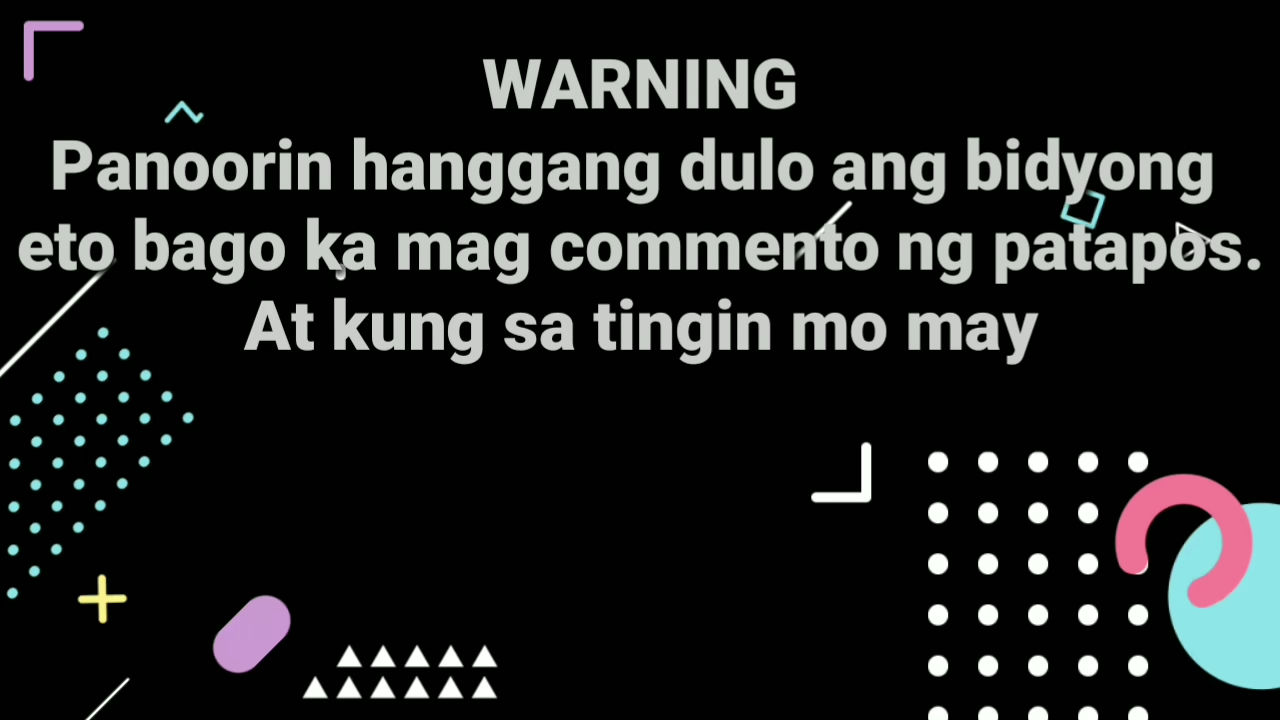 WARNING
Panoorin hanggang dulo ang bidyong
eto bago ka mag commento ng patapos.
At kung sa tingin mo may